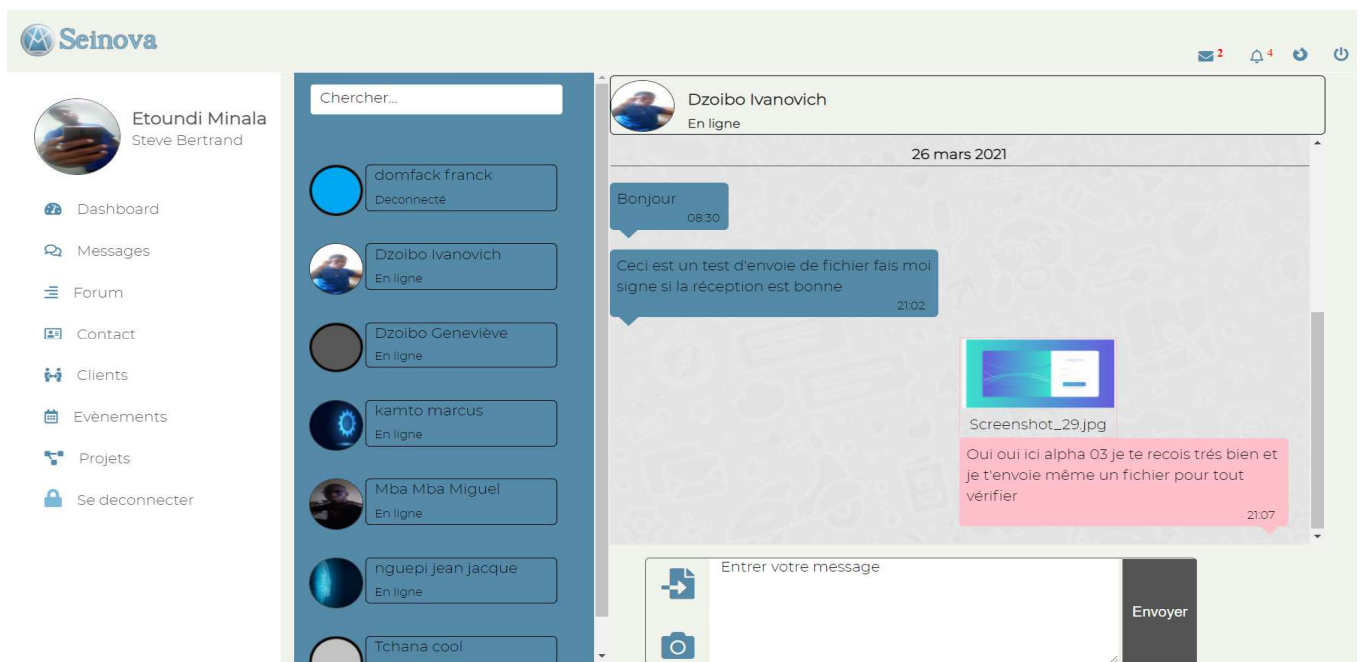 Seinova
2
4
Etoundi Minala
Steve Bertrand
Dashboard
Messages
Forum
Contact
Clients
Evènements
Projets
Se deconnecter
Chercher...
domfack franck
Deconnecté
Dzoibo Ivanovich
En ligne
Dzoibo Geneviève
En ligne
kamto marcus
En ligne
Mba Mba Miguel
En ligne
nguepi jean jacque
En ligne
Tchana cool
Dzoibo Ivanovich
En ligne
26 mars 2021
Bonjour
08:30
Ceci est un test d'envoie de fichier fais moi
signe si la réception est bonne
21:02
Screenshot_29.jpg
Oui oui ici alpha 03 je te recois trés bien et
je t'envoie même un fichier pour tout
vérifier
21:07
Entrer votre message
Envoyer